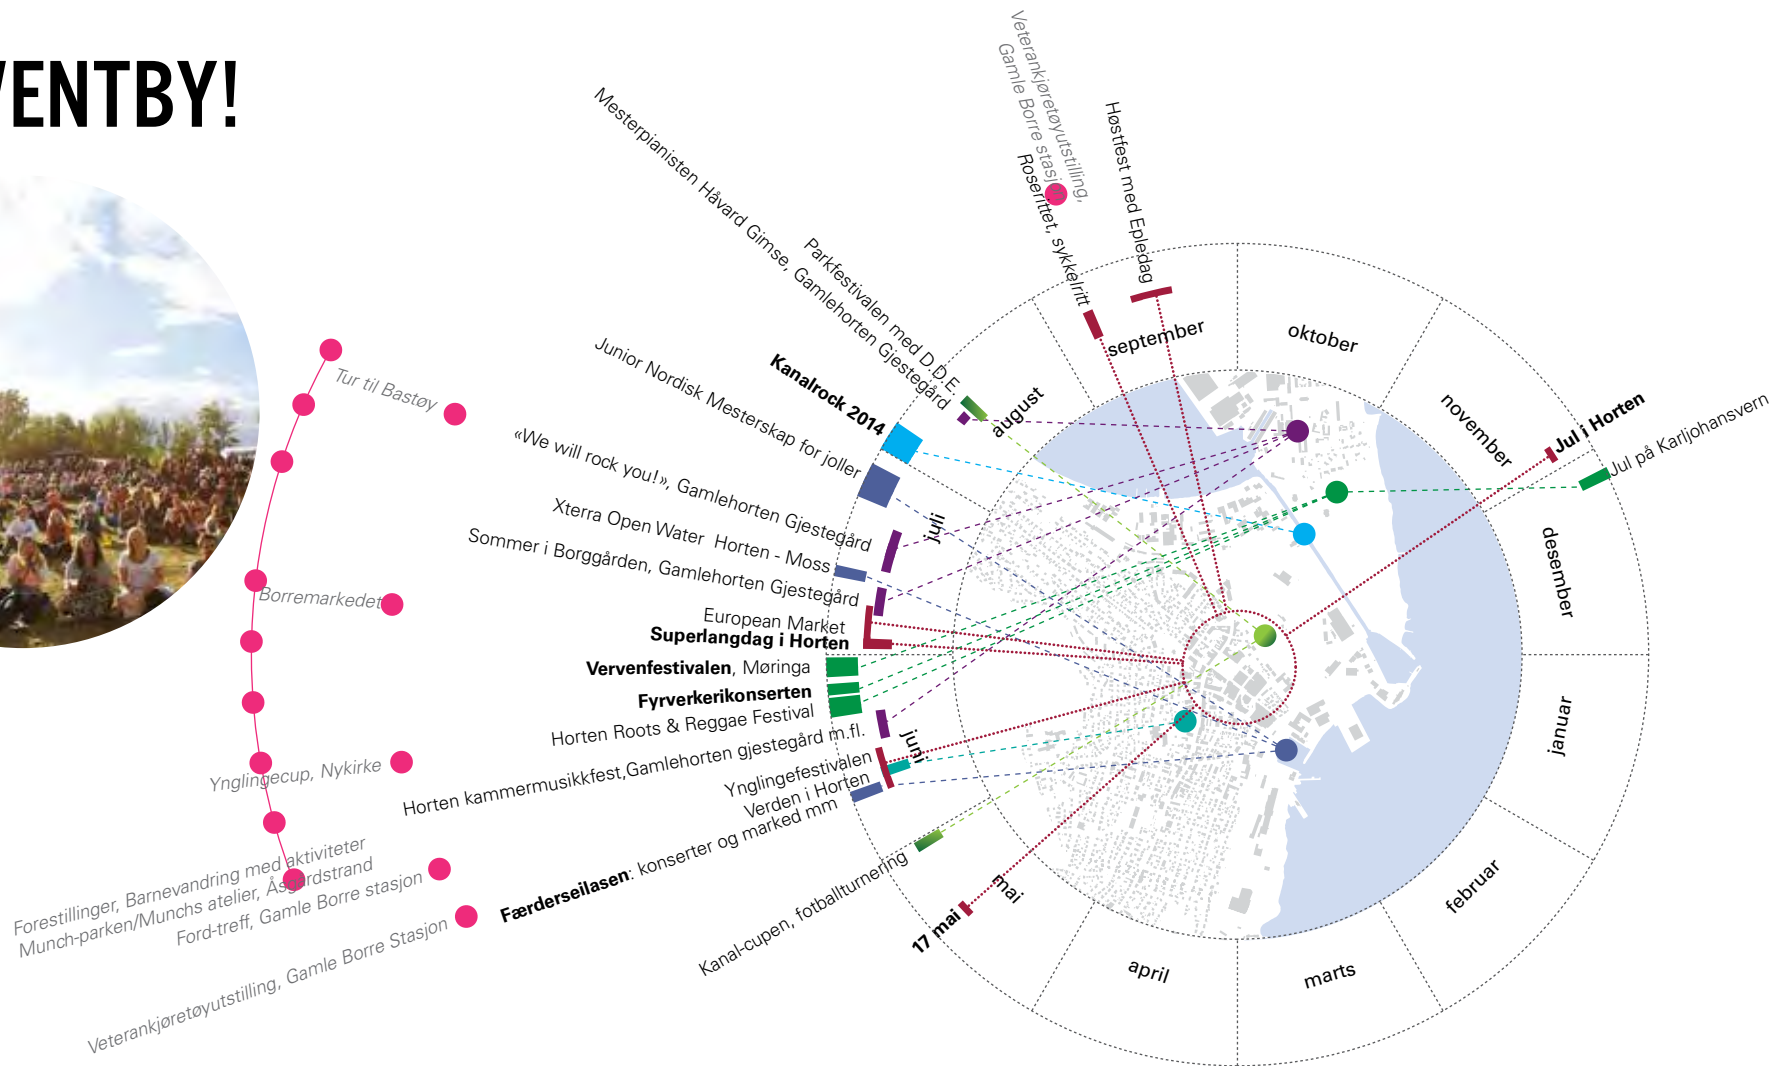 VENTBY!
Veterankjøretøyutstilling,
Gamle Borre stasjon
Roserittet, sykkelritt
Høstfest med Epledag
Mesterpianisten Håvard Gimse, Gamlehorten Gjestegård
Parkfestivalen med D.D.E
Kanalrock 2014
Junior Nordisk Mesterskap for joller
«We will rock you!», Gamlehorten Gjestegård
Xterra Open Water Horten - Moss
Sommer i Borggården, Gamlehorten Gjestegård
European Market
Superlangdag i Horten
Vervenfestivalen, Møringa
Fyrverkerikonserten
Horten Roots & Reggae Festival
Horten kammermusikkfest,Gamlehorten gjestegård m.fl.
Ynglingefestivalen
Verden i Horten
Færderseilasen: konserter og marked mm
Kanal-cupen, fotballturnering
17 mai
Jul i Horten
Jul på Karljohansvern
Tur til Bastøy
Borremarkedet
Ynglingecup, Nykirke
Forestillinger, Barnevandring med aktiviteter
Munch-parken/Munchs atelier, Åsgårdstrand
Ford-treff, Gamle Borre stasjon
Veterankjøretøyutstilling, Gamle Borre Stasjon
september
oktober
november
desember
januar
februar
marts
april
mai
juni
juli
august